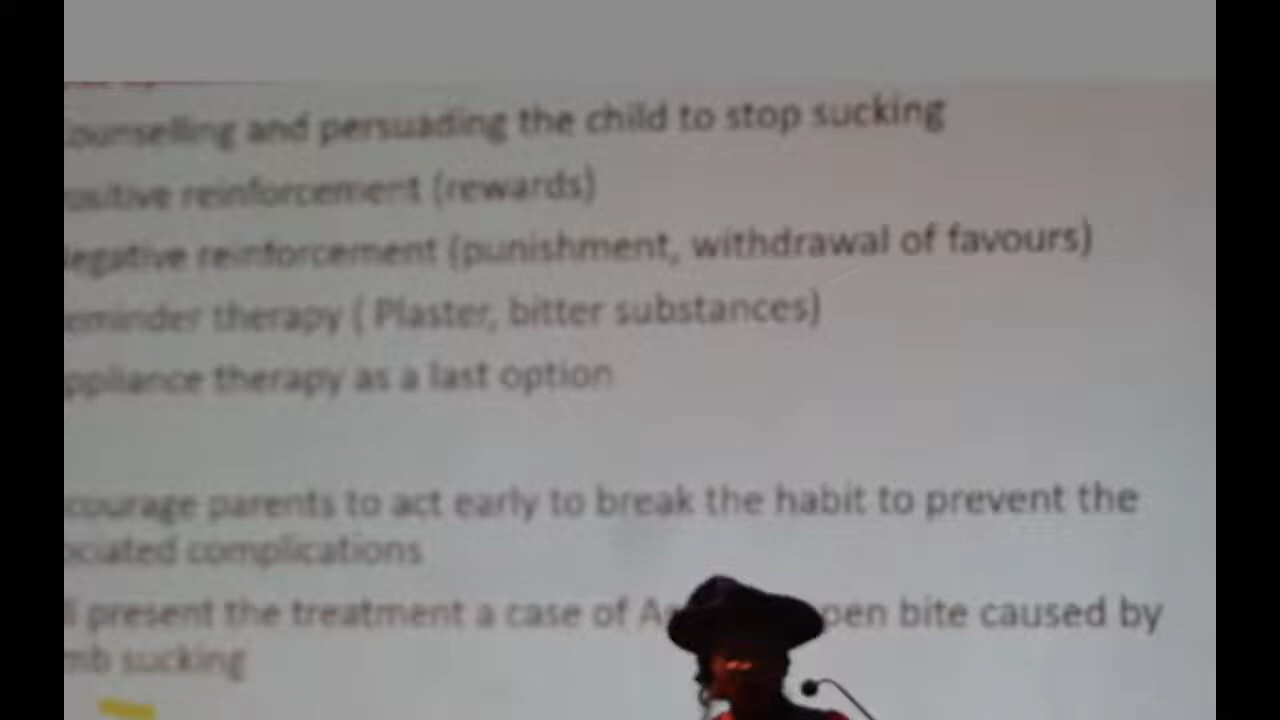 ounselling and persuading the child to stop sucking
ositive reinforcement (rewards)
egative reinforcement (punishment, withdrawal of favours)
eminder therapy ( Plaster, bitter substances)
ppliance therapy as a last option
courage parents to act early to break the habit to prevent the
ociated complications
present the treatment a case of A pen bite caused by
mb sucking